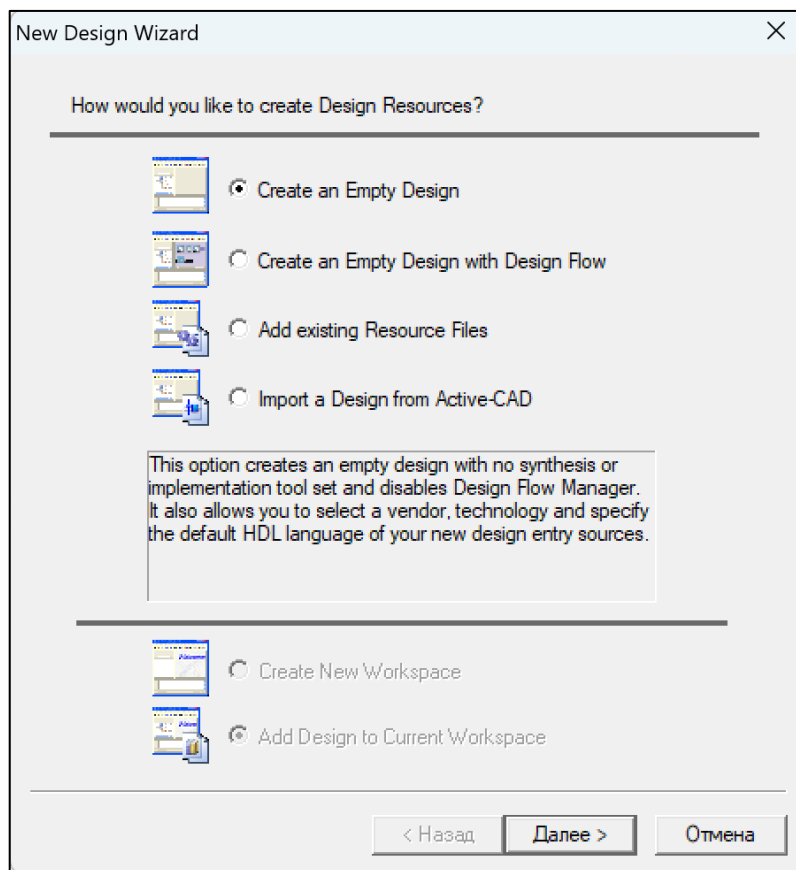 New Design Wizard
How would you like to create Design Resources?
Create an Empty Design
Create an Empty Design with Design Flow
Add existing Resource Files
Import a Design from Active-CAD
This option creates an empty design with no synthesis or
implementation tool set and disables Design Flow Manager.
It also allows you to select a vendor, technology and specify
the default HDL language of your new design entry sources.
Create New Workspace
Add Design to Current Workspace
< Назад Далее > Отмена